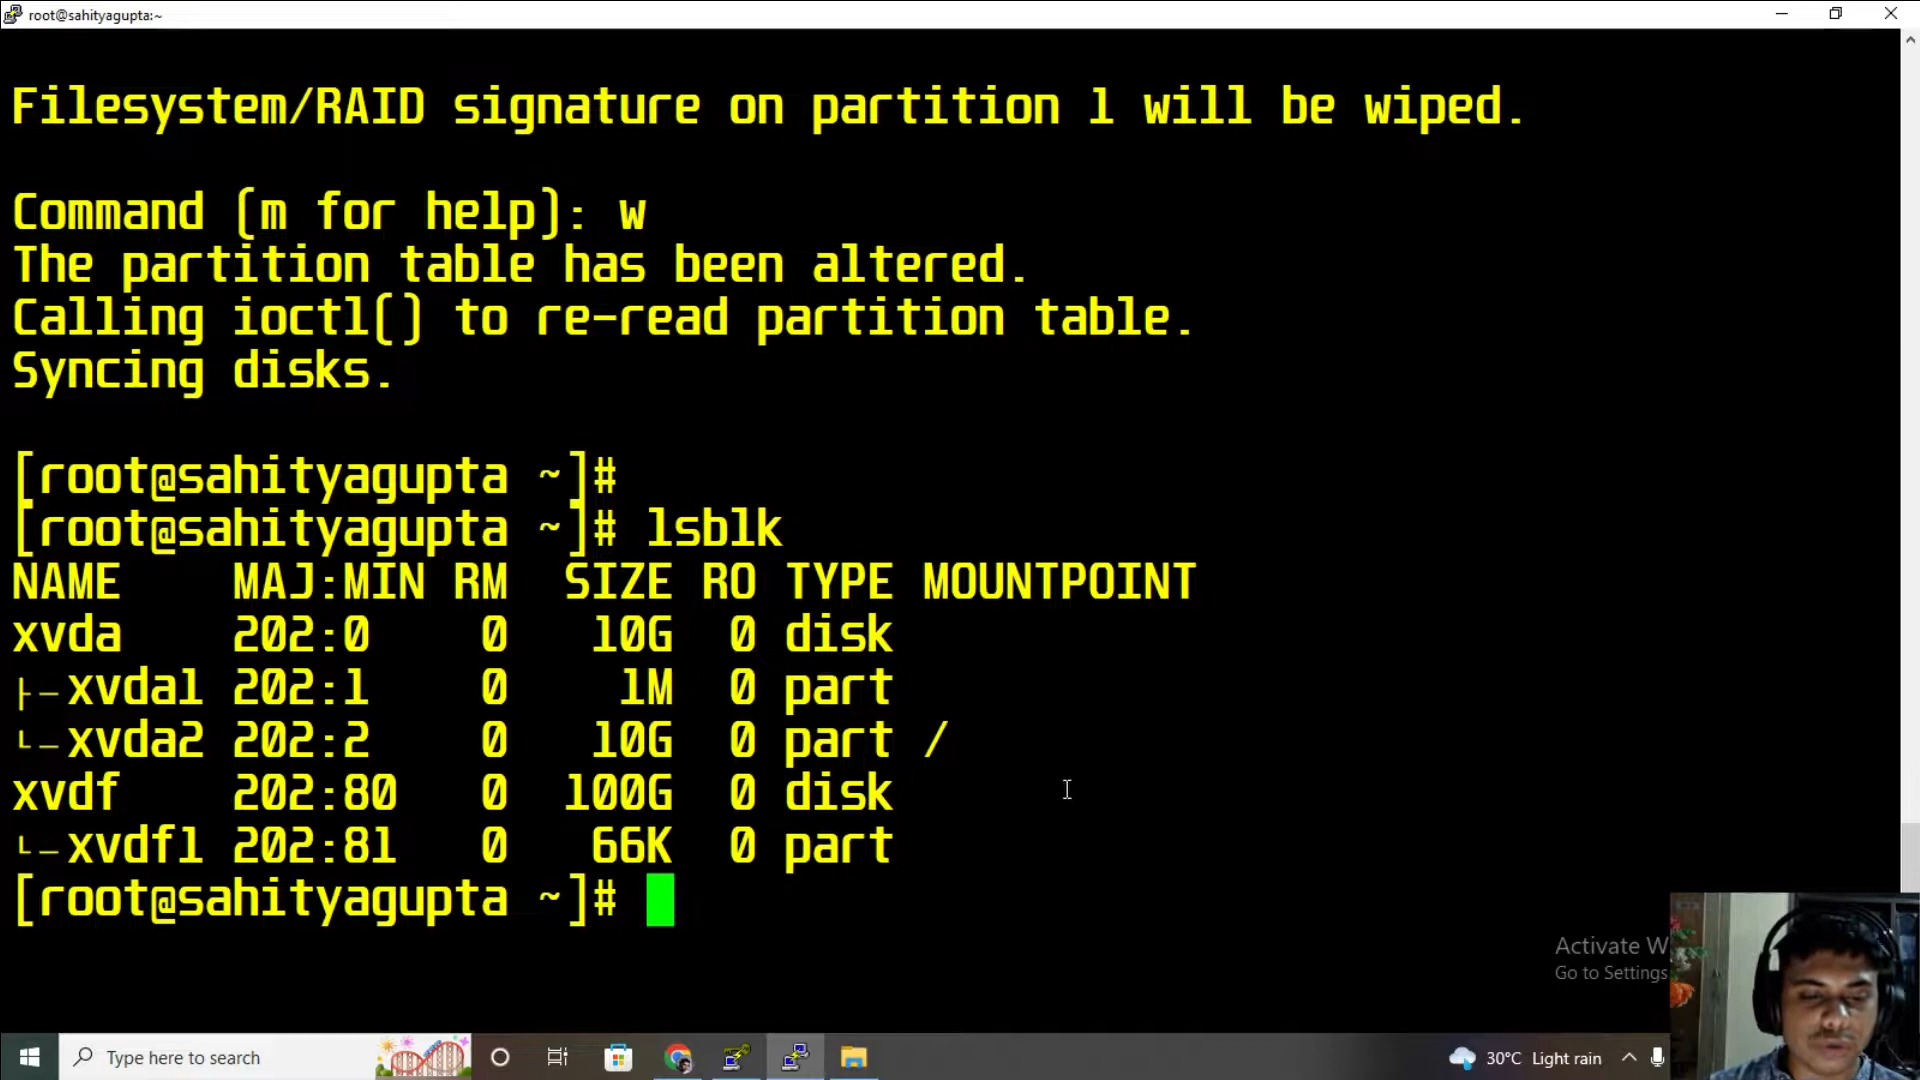 root@sahityagupta:~
Filesystem/RAID signature on partition 1 will be wiped.
Command (m for help): w
The partition table has been altered.
Calling ioctl() to re-read partition table.
Syncing disks.
[root@sahityagupta ~]#
[root@sahityagupta ~]# lsblk
NAME    MAJ:MIN RM  SIZE RO TYPE MOUNTPOINT
xvda    202:0    0   10G  0 disk
├─xvda1 202:1    0    1M  0 part
└─xvda2 202:2    0   10G  0 part /
xvdf    202:80   0  100G  0 disk
└─xvdf1 202:81   0   66K  0 part
[root@sahityagupta ~]#
Activate W
Go to Settings
Type here to search
30°C Light rain